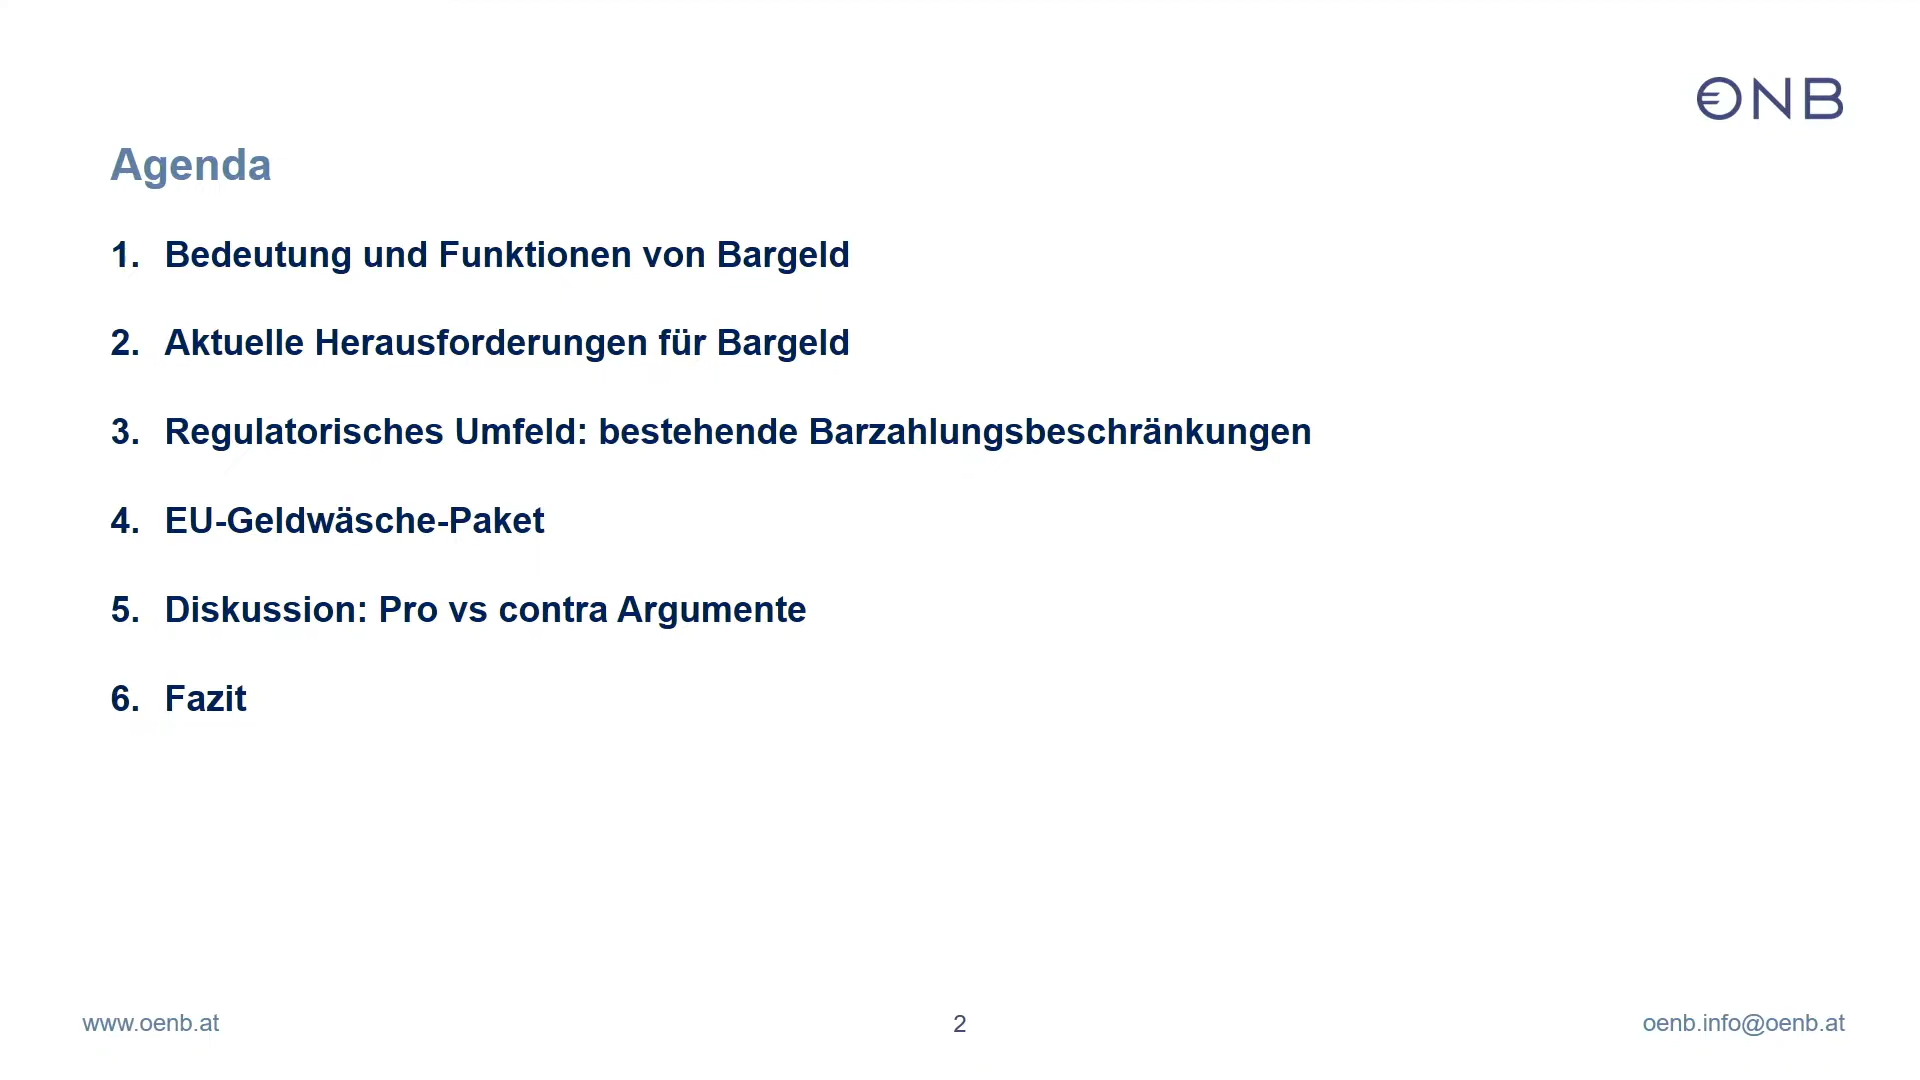 ONB
Agenda
1. Bedeutung und Funktionen von Bargeld
2. Aktuelle Herausforderungen für Bargeld
3. Regulatorisches Umfeld: bestehende Barzahlungsbeschränkungen
4. EU-Geldwäsche-Paket
5. Diskussion: Pro vs contra Argumente
6. Fazit
www.oenb.at
2
oenb.info@oenb.at